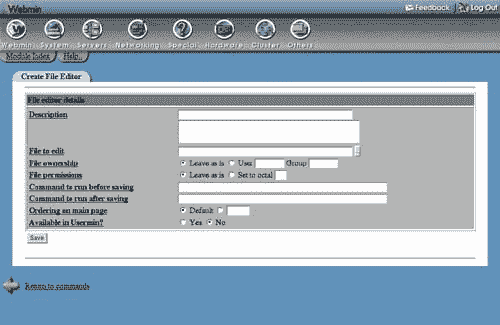 Webmin
Feedback Log Out
Webmin System Servers Networking Special Hardware Cluster Others
Module Index Help..
Create File Editor
File editor details
Description
File to edit
File ownership Leave as is User Group
File permissions Leave as is Set to octal
Command to run before saving
Command to run after saving
Ordering on main page Default
Available in Usermin? Yes No
Save
Return to commands